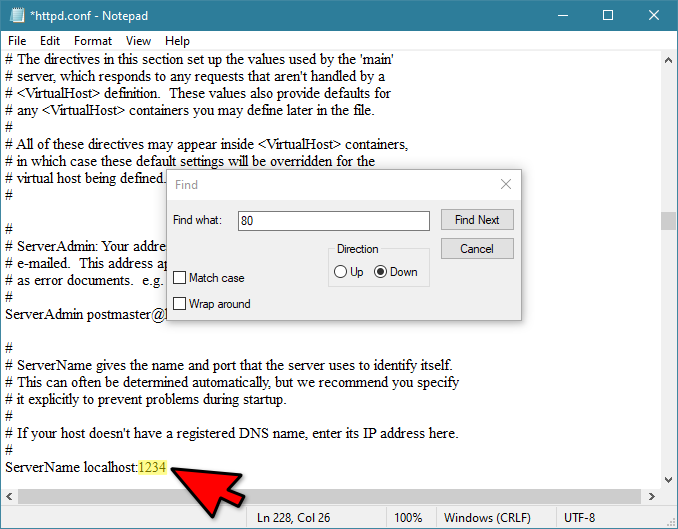 *httpd.conf - Notepad
File Edit Format View Help
# The directives in this section set up the values used by the 'main'
# server, which responds to any requests that aren't handled by a
# <VirtualHost> definition.  These values also provide defaults for
# any <VirtualHost> containers you may define later in the file.
#
# All of these directives may appear inside <VirtualHost> containers,
# in which case these default settings will be overridden for the
# virtual host being defined.
#
#
# ServerAdmin: Your addre
# e-mailed.  This address ap
# as error documents.  e.g.
#
ServerAdmin postmaster@
Find
Find what: 80
Find Next
Direction
Cancel
Up Down
Match case
Wrap around
#
# ServerName gives the name and port that the server uses to identify itself.
# This can often be determined automatically, but we recommend you specify
# it explicitly to prevent problems during startup.
#
# If your host doesn't have a registered DNS name, enter its IP address here.
#
ServerName localhost:1234
Ln 228, Col 26 100% Windows (CRLF) UTF-8